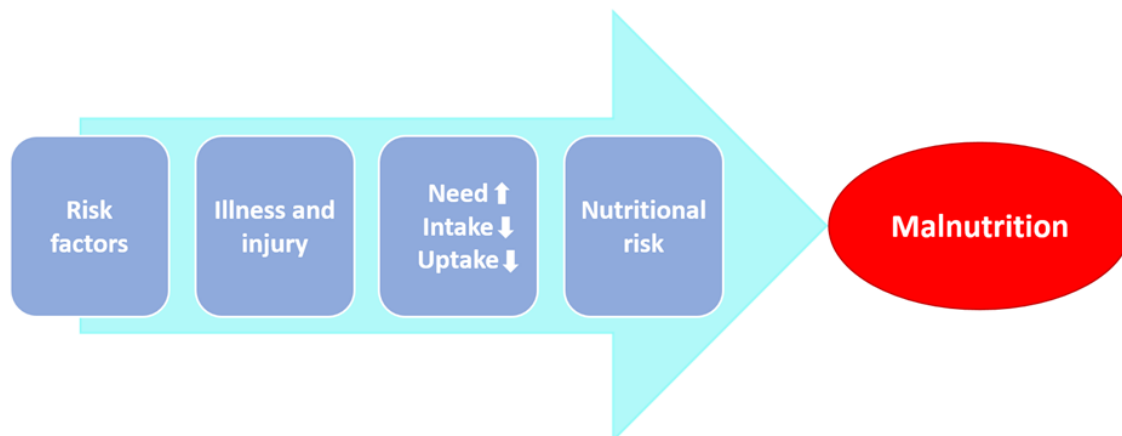 Risk
factors
Illness and
injury
Need ⬆
Intake ⬇
Uptake ⬇
Nutritional
risk
Malnutrition